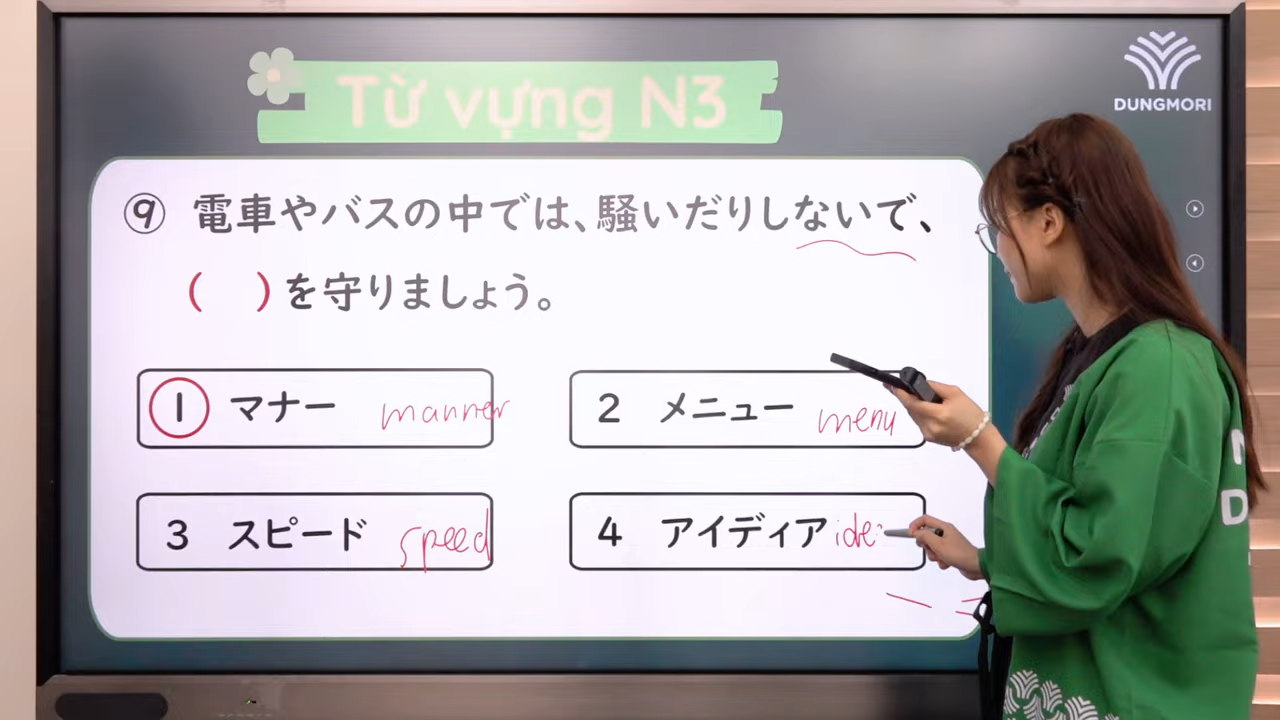 Từ vựng N3
DUNGMORI
⑨ 電車やバスの中では、騒いだりしないで、
(　)を守りましょう。
1 マナー manner
2 メニュー menu
3 スピード speed
4 アイディア ide